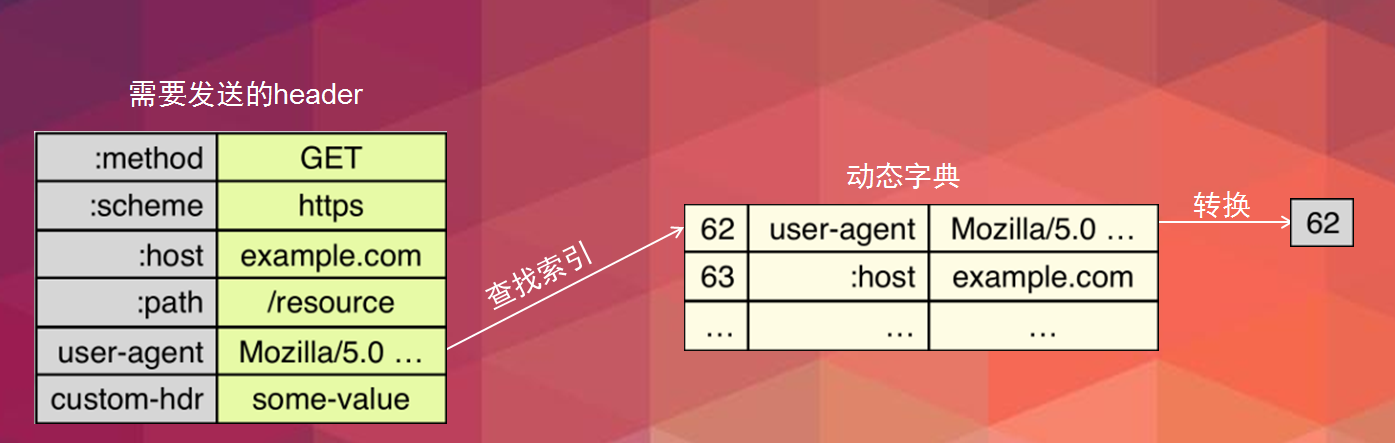 需要发送的header
:method GET
:scheme https
:host example.com
:path /resource
user-agent Mozilla/5.0 …
custom-hdr some-value
查找索引
动态字典
62 user-agent Mozilla/5.0 …
63 :host example.com
… … …
转换
62